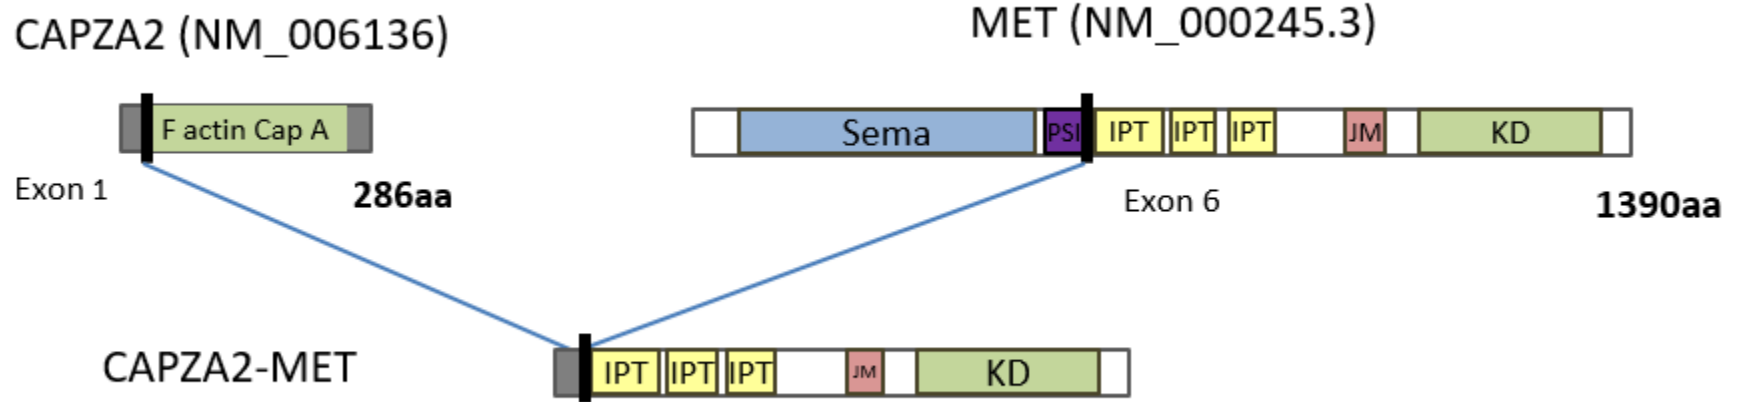 CAPZA2 (NM_006136)
MET (NM_000245.3)
F actin Cap A
Sema PSI IPT IPT IPT JM KD
Exon 1
286aa
Exon 6
1390aa
CAPZA2-MET
IPT IPT IPT JM KD